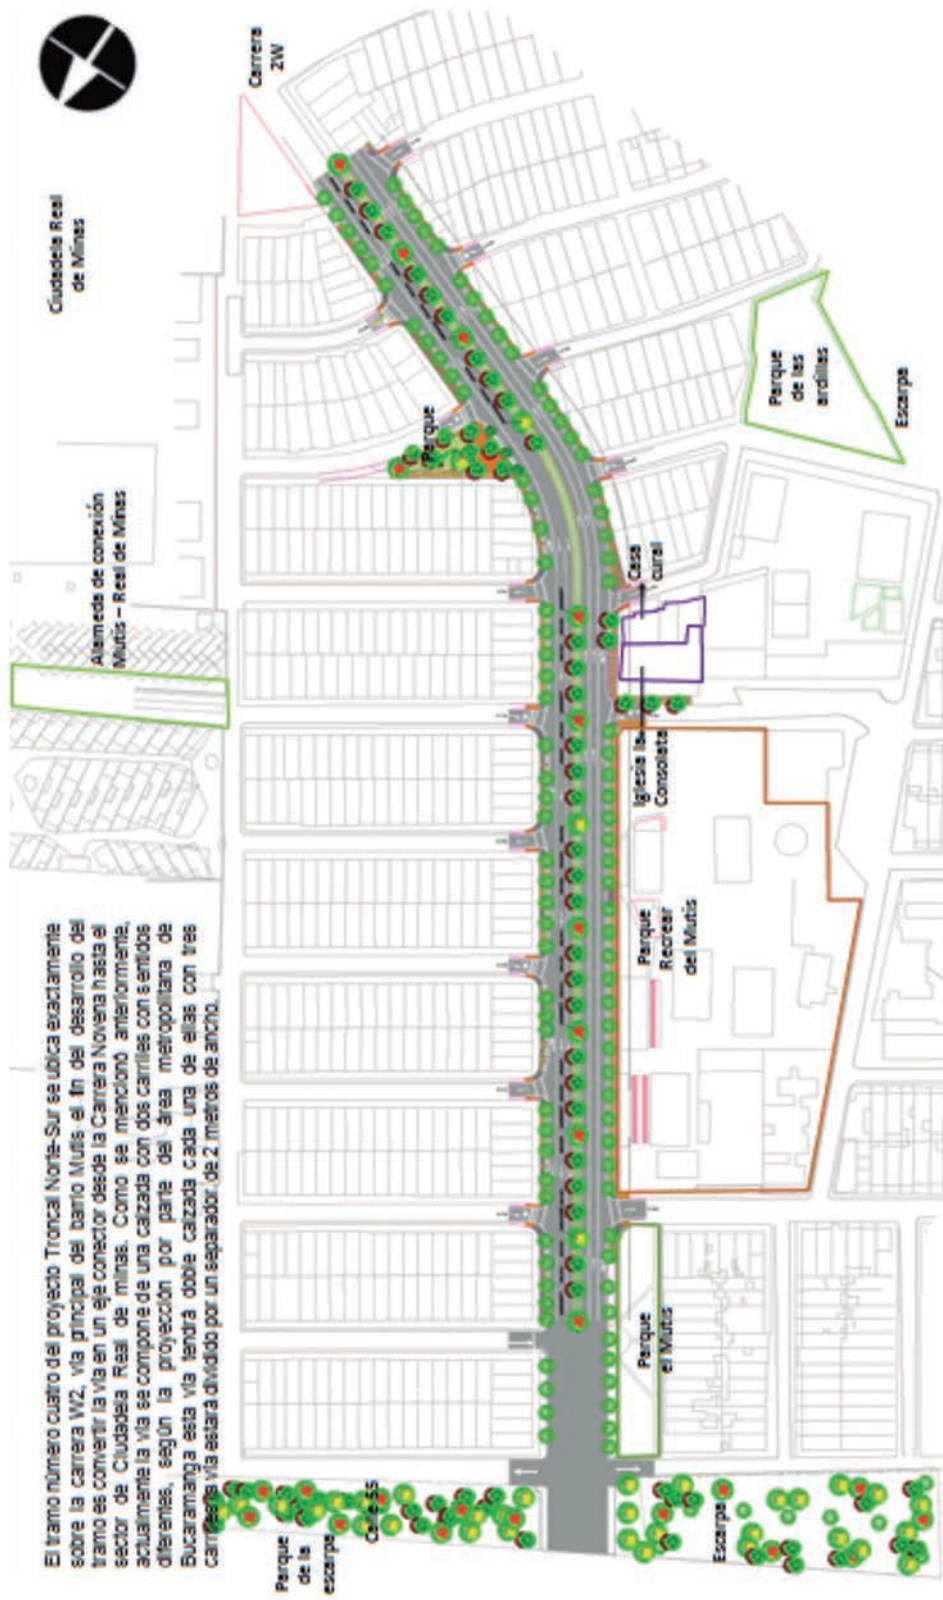 El tramo número cuatro del proyecto Troncal Norte-Sur se ubica exactamente
sobre la carrera W2, vía principal del barrio Mutis el fin del desarrollo del
tramo es convertir la vía en un eje conector desde la Carrera Novena hasta el
sector de Ciudadela Real de minas. Como se mencionó anteriormente,
actualmente la vía se compone de una calzada con dos carriles con sentidos
diferentes, según la proyección por parte del área metropolitana de
Bucaramanga esta vía tendrá doble calzada cada una de ellas con tres
vía estará dividido por un separador de 2 metros de ancho.
Parque
de la
escarpa
Escarpa
Alameda de conexión
Mutis – Real de Minas
Ciudadela Real
de Minas
Carrera
2W
Parque
Parque
el Mutis
Parque
Recrear
del Mutis
Iglesia la
Consolata
Casa
cural
Parque
de las
ardillas
Escarpa